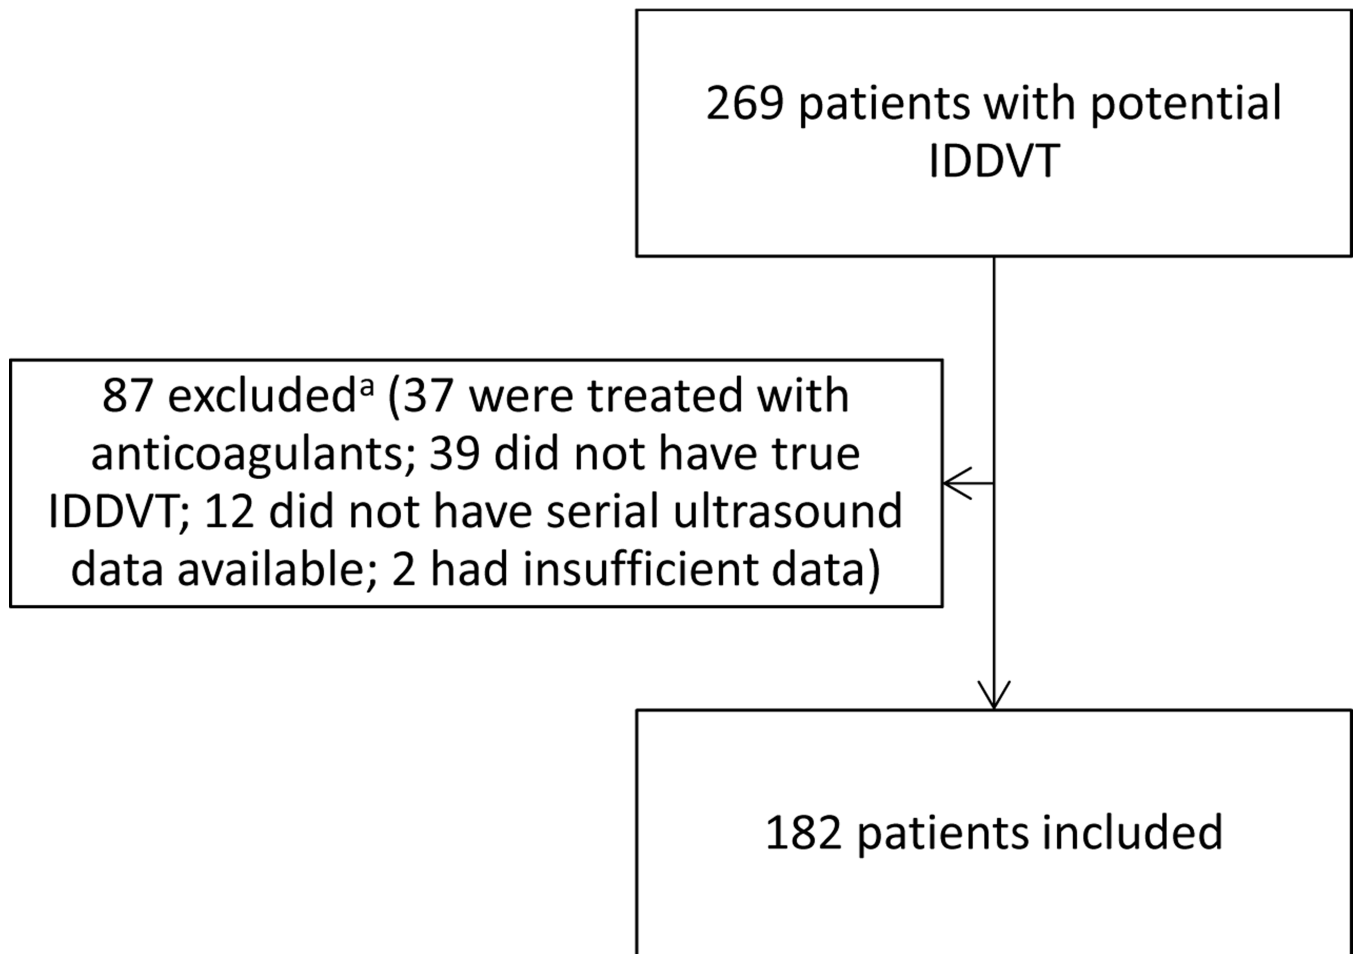 269 patients with potential
IDDVT
87 excludedᵃ (37 were treated with
anticoagulants; 39 did not have true
IDDVT; 12 did not have serial ultrasound
data available; 2 had insufficient data)
182 patients included